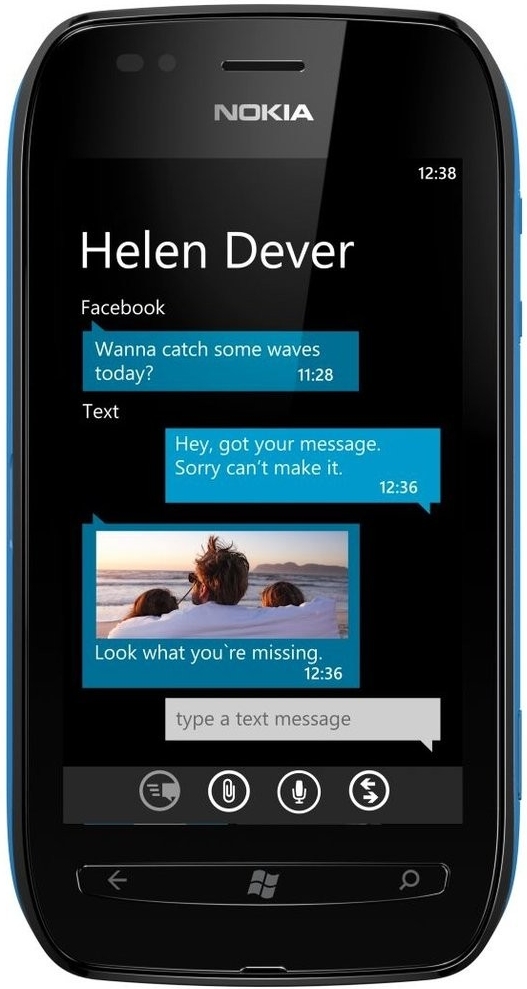 NOKIA
12:38
Helen Dever
Facebook
Wanna catch some waves
today?
11:28
Text
Hey, got your message.
Sorry can't make it.
12:36
Look what you`re missing.
12:36
type a text message